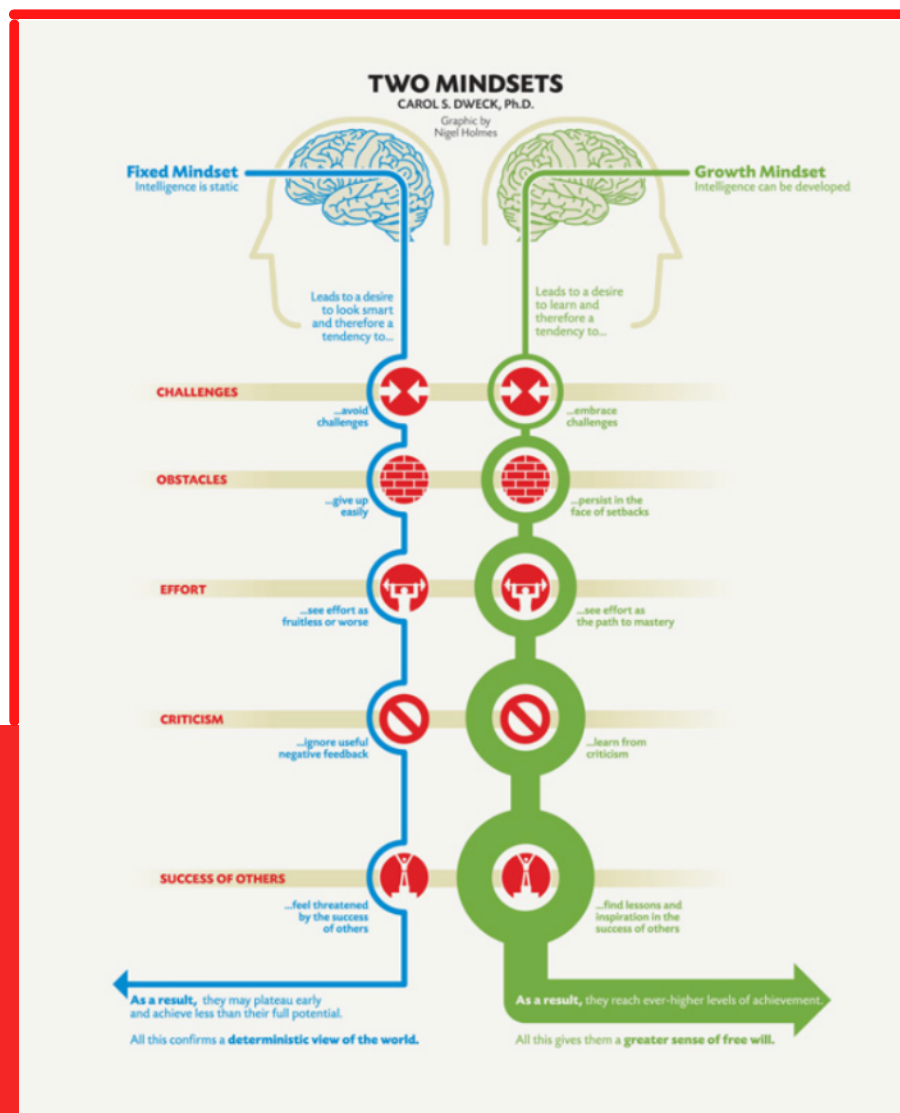 TWO MINDSETS
CAROL S. DWECK, Ph.D.
Graphic by
Nigel Holmes
Fixed Mindset
Intelligence is static
Growth Mindset
Intelligence can be developed
Leads to a desire
to look smart
and therefore a
tendency to...
Leads to a desire
to learn and
therefore a
tendency to...
CHALLENGES
...avoid
challenges
...embrace
challenges
OBSTACLES
...give up
easily
...persist in the
face of setbacks
EFFORT
...see effort as
fruitless or worse
...see effort as
the path to mastery
CRITICISM
...ignore useful
negative feedback
...learn from
criticism
SUCCESS OF OTHERS
...feel threatened
by the success
of others
...find lessons and
inspiration in the
success of others
As a result, they may plateau early
and achieve less than their full potential.
All this confirms a deterministic view of the world.
As a result, they reach ever-higher levels of achievement.
All this gives them a greater sense of free will.